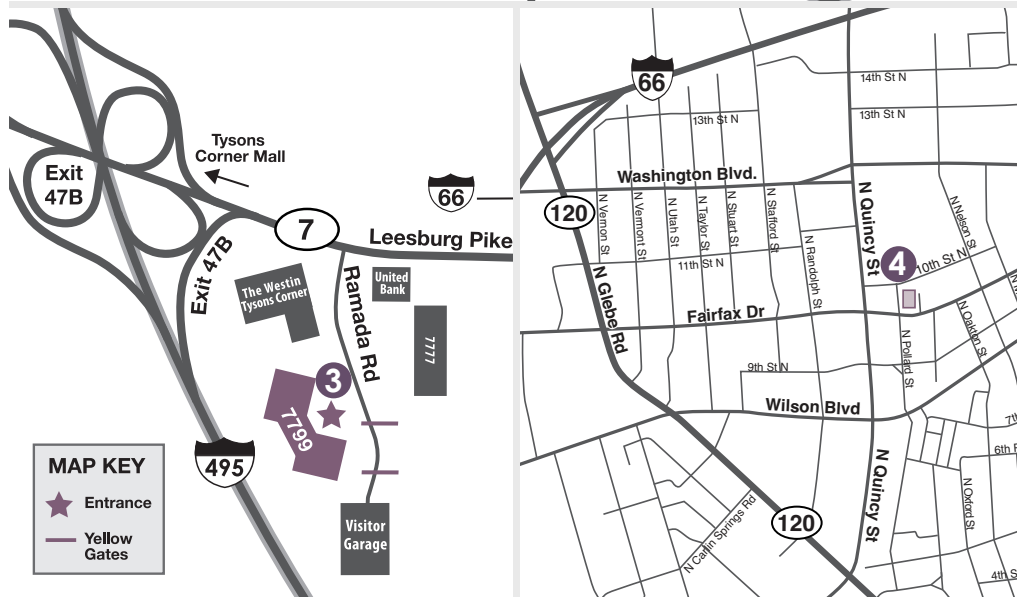 Tysons
Corner Mall
Exit
47B
66
7
Leesburg Pike
Exit 47B
The Westin
Tysons Corner
United
Bank
Ramada Rd
7777
3
7799
495
MAP KEY
Entrance
Yellow
Gates
Visitor
Garage
66
14th St N
13th St N
13th St N
Washington Blvd.
120
N Vernon St
N Vermont St
N Utah St
N Taylor St
N Stuart St
N Stafford St
N Randolph St
N Quincy St
N Nelson St
4
10th St N
11th St N
N Glebe Rd
Fairfax Dr
N Pollard St
N Oakton St
9th St N
Wilson Blvd
7th
6th
N Quincy St
N Oxford St
120
N Carlin Springs Rd
4th S